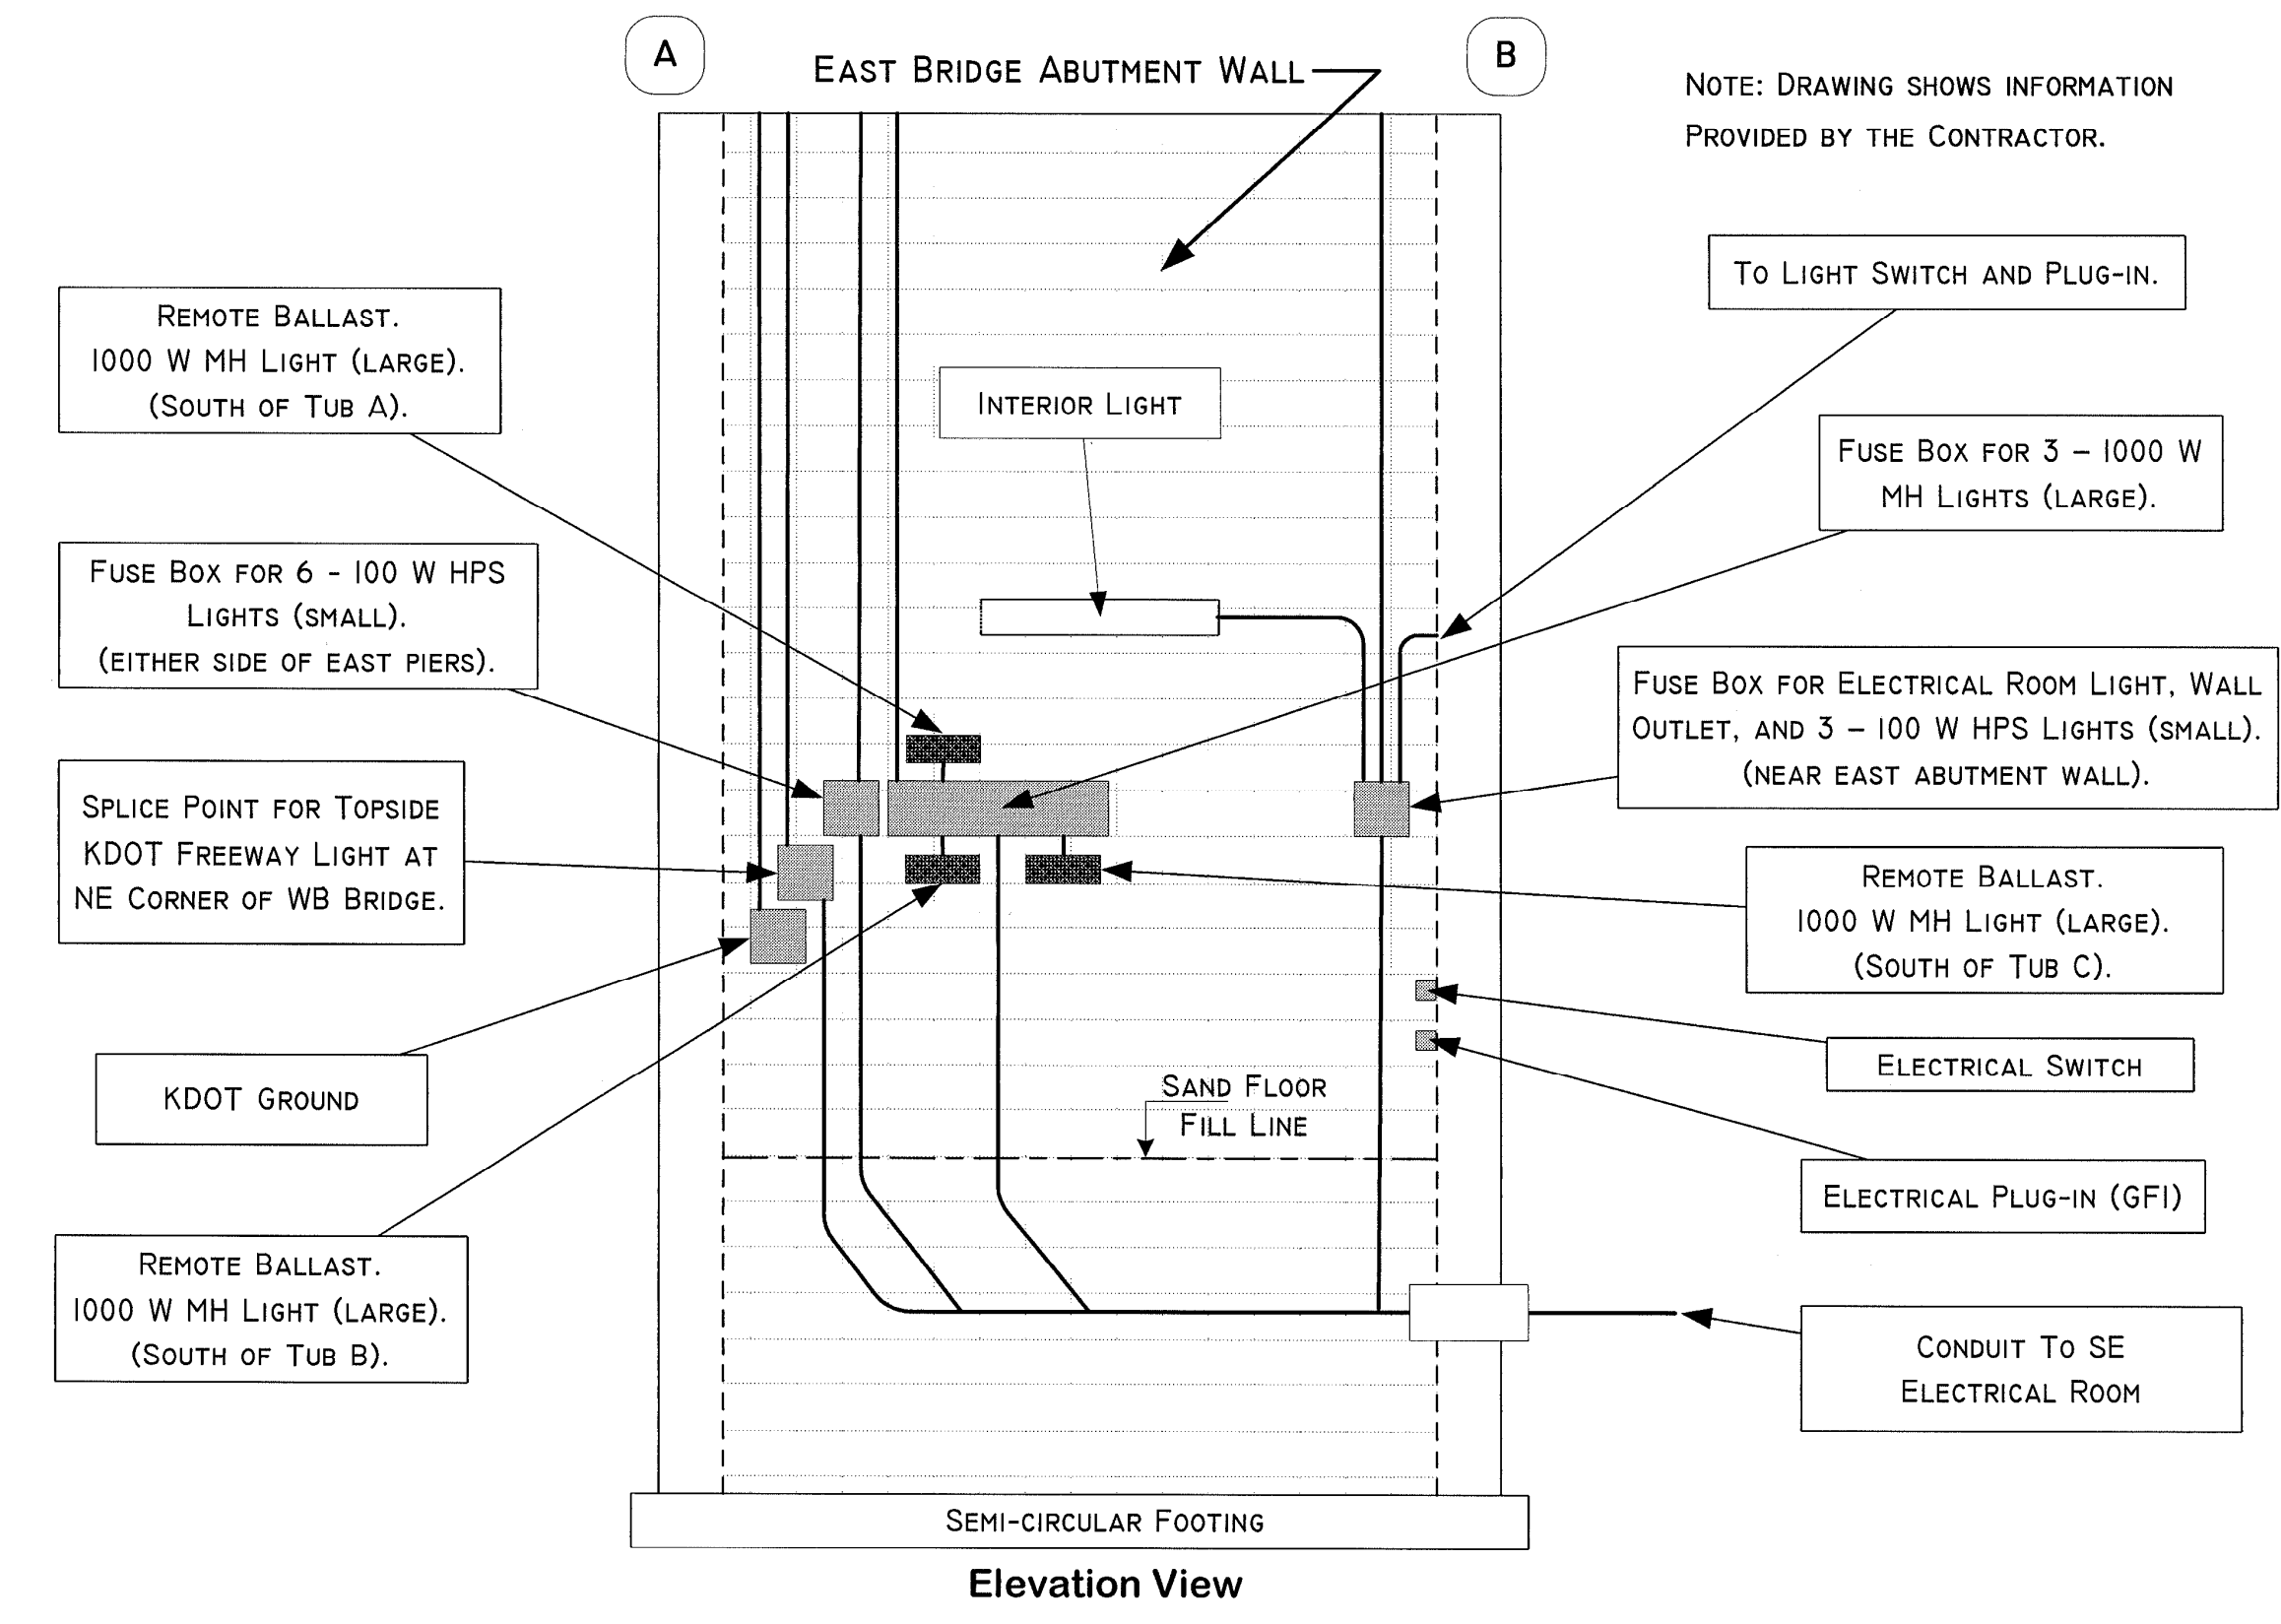 A
EAST BRIDGE ABUTMENT WALL
B
NOTE: DRAWING SHOWS INFORMATION
PROVIDED BY THE CONTRACTOR.
TO LIGHT SWITCH AND PLUG-IN.
REMOTE BALLAST.
1000 W MH LIGHT (LARGE).
(SOUTH OF TUB A).
INTERIOR LIGHT
FUSE BOX FOR 3 – 1000 W
MH LIGHTS (LARGE).
FUSE BOX FOR 6 - 100 W HPS
LIGHTS (SMALL).
(EITHER SIDE OF EAST PIERS).
FUSE BOX FOR ELECTRICAL ROOM LIGHT, WALL
OUTLET, AND 3 – 100 W HPS LIGHTS (SMALL).
(NEAR EAST ABUTMENT WALL).
SPLICE POINT FOR TOPSIDE
KDOT FREEWAY LIGHT AT
NE CORNER OF WB BRIDGE.
REMOTE BALLAST.
1000 W MH LIGHT (LARGE).
(SOUTH OF TUB C).
KDOT GROUND
ELECTRICAL SWITCH
SAND FLOOR
FILL LINE
ELECTRICAL PLUG-IN (GFI)
REMOTE BALLAST.
1000 W MH LIGHT (LARGE).
(SOUTH OF TUB B).
CONDUIT TO SE
ELECTRICAL ROOM
SEMI-CIRCULAR FOOTING
Elevation View